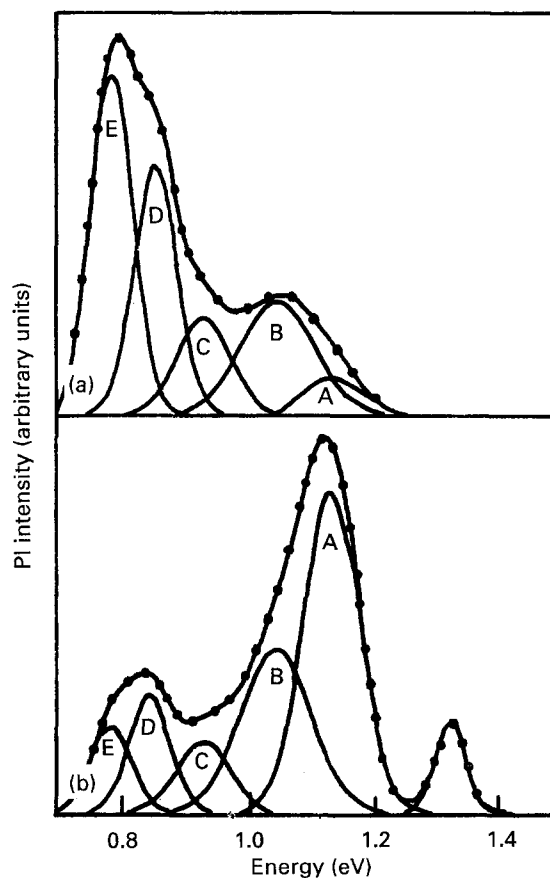 E
D
C
B
A
(a)
PI intensity (arbitrary units)
A
B
D
E
C
(b)
0.8 1.0 1.2 1.4
Energy (eV)